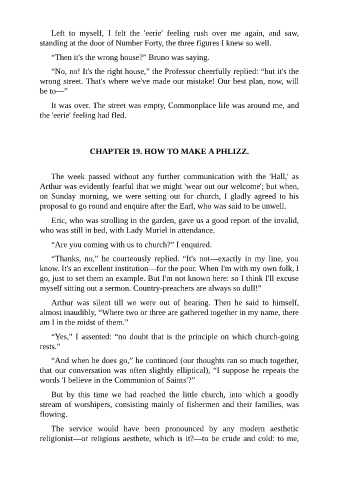 Left to myself, I felt the 'eerie' feeling rush over me again, and saw,
standing at the door of Number Forty, the three figures I knew so well.
“Then it's the wrong house?” Bruno was saying.
“No, no! It's the right house,” the Professor cheerfully replied: “but it's the
wrong street. That's where we've made our mistake! Our best plan, now, will
be to—”
It was over. The street was empty, Commonplace life was around me, and
the 'eerie' feeling had fled.
CHAPTER 19. HOW TO MAKE A PHLIZZ.
The week passed without any further communication with the 'Hall,' as
Arthur was evidently fearful that we might 'wear out our welcome'; but when,
on Sunday morning, we were setting out for church, I gladly agreed to his
proposal to go round and enquire after the Earl, who was said to be unwell.
Eric, who was strolling in the garden, gave us a good report of the invalid,
who was still in bed, with Lady Muriel in attendance.
“Are you coming with us to church?” I enquired.
“Thanks, no,” he courteously replied. “It's not—exactly in my line, you
know. It's an excellent institution—for the poor. When I'm with my own folk, I
go, just to set them an example. But I'm not known here: so I think I'll excuse
myself sitting out a sermon. Country-preachers are always so dull!”
Arthur was silent till we were out of hearing. Then he said to himself,
almost inaudibly, “Where two or three are gathered together in my name, there
am I in the midst of them.”
“Yes,” I assented: “no doubt that is the principle on which church-going
rests.”
“And when he does go,” he continued (our thoughts ran so much together,
that our conversation was often slightly elliptical), “I suppose he repeats the
words 'I believe in the Communion of Saints'?”
But by this time we had reached the little church, into which a goodly
stream of worshipers, consisting mainly of fishermen and their families, was
flowing.
The service would have been pronounced by any modern aesthetic
religionist—or religious aesthete, which is it?—to be crude and cold: to me,